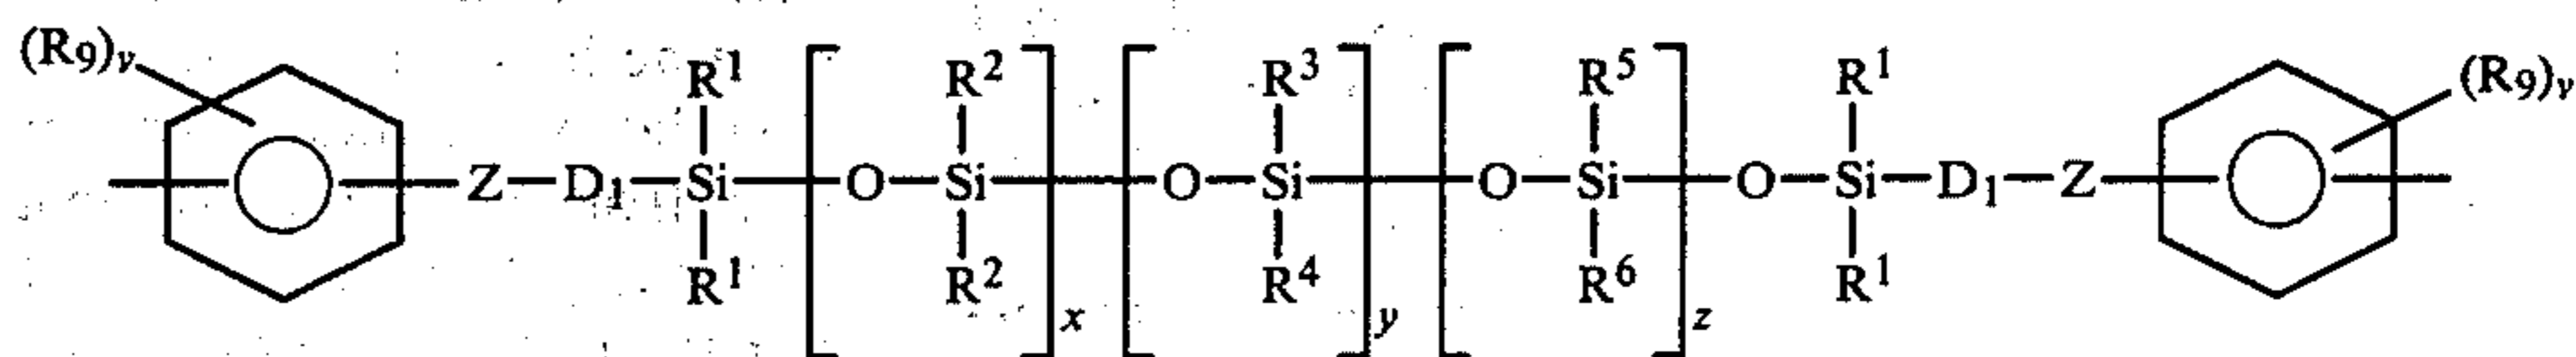 (R9)v R1 R2 R3 R5 R1 (R9)v
Z—D1—Si O—Si O—Si O—Si O—Si—D1—Z
R1 R2 R4 R6 R1
x y z